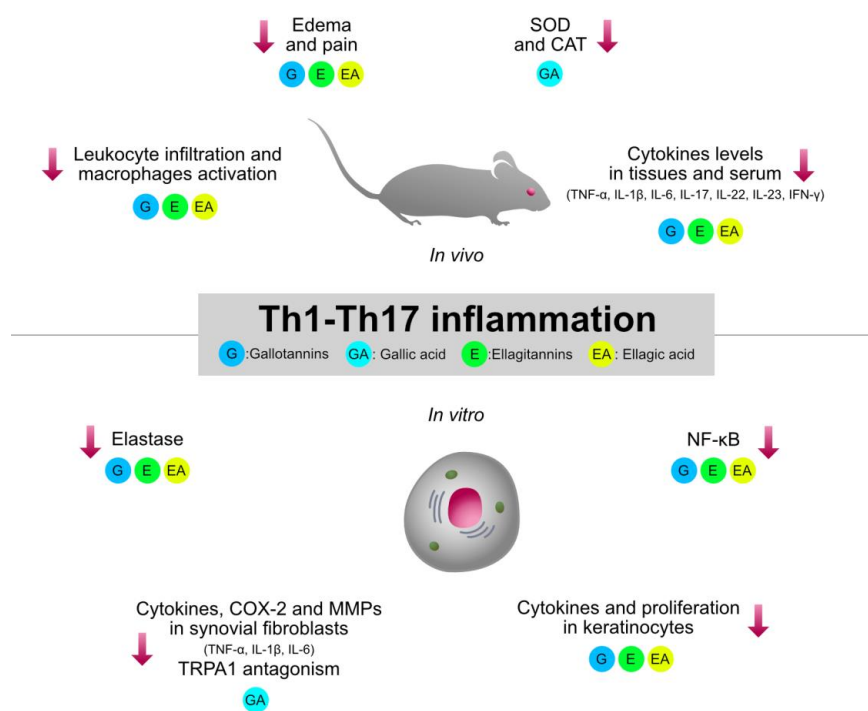 Edema
and pain
G E EA
SOD
and CAT
GA
Leukocyte infiltration and
macrophages activation
G E EA
Cytokines levels
in tissues and serum
(TNF-α, IL-1β, IL-6, IL-17, IL-22, IL-23, IFN-γ)
G E EA
In vivo
Th1-Th17 inflammation
G :Gallotannins GA : Gallic acid E :Ellagitannins EA : Ellagic acid
In vitro
Elastase
G E EA
NF-κB
G E EA
Cytokines, COX-2 and MMPs
in synovial fibroblasts
(TNF-α, IL-1β, IL-6)
TRPA1 antagonism
GA
Cytokines and proliferation
in keratinocytes
G E EA